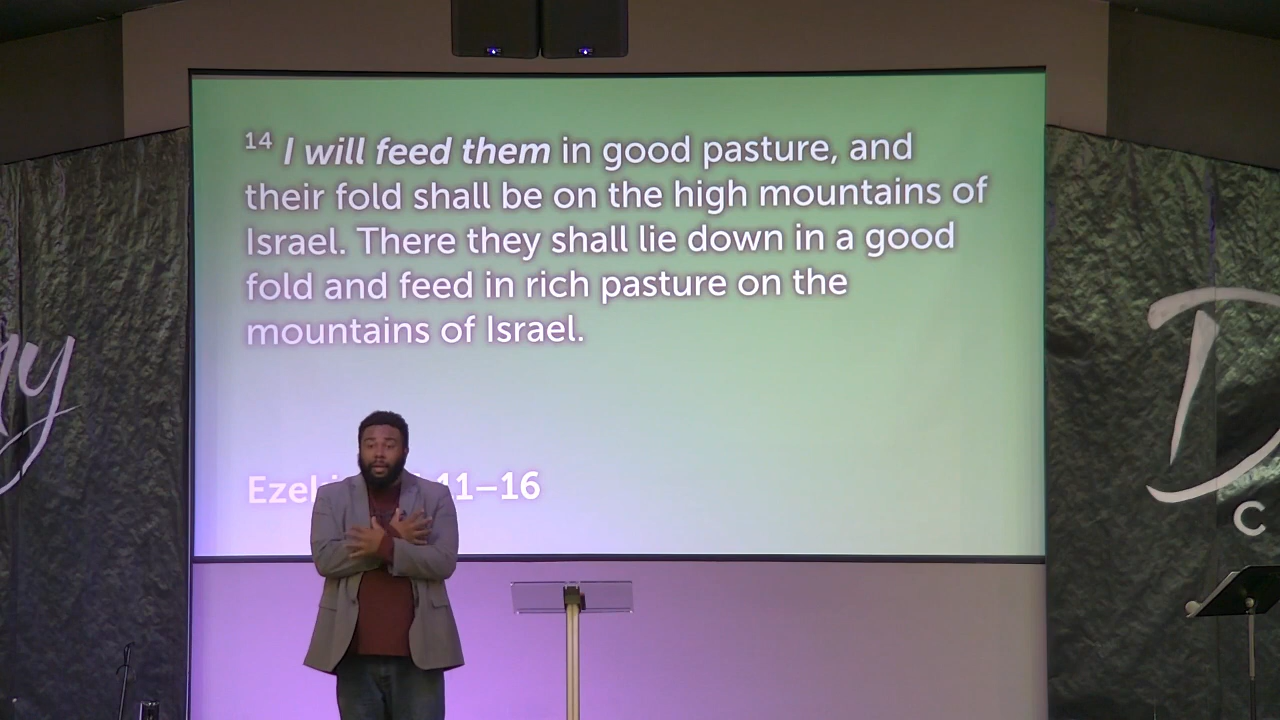 14 I will feed them in good pasture, and
their fold shall be on the high mountains of
Israel. There they shall lie down in a good
fold and feed in rich pasture on the
mountains of Israel.
11–16